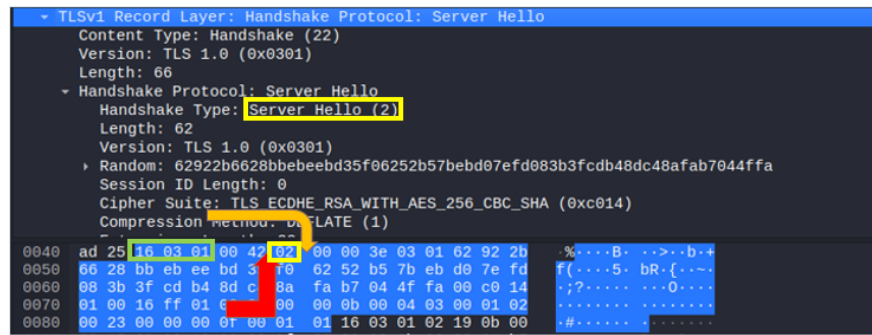 TLSv1 Record Layer: Handshake Protocol: Server Hello
Content Type: Handshake (22)
Version: TLS 1.0 (0x0301)
Length: 66
Handshake Protocol: Server Hello
Handshake Type: Server Hello (2)
Length: 62
Version: TLS 1.0 (0x0301)
Random: 62922b6628bbebeebd35f06252b57bebd07efd083b3fcdb48dc48afab7044ffa
Session ID Length: 0
Cipher Suite: TLS_ECDHE_RSA_WITH_AES_256_CBC_SHA (0xc014)
Compression Method: DEFLATE (1)
0040 ad 25 16 03 01 00 42 02 00 00 3e 03 01 62 92 2b ·%····B· ··>··b·+
0050 66 28 bb eb ee bd f0 62 52 b5 7b eb d0 7e fd f(····5· bR·{··~·
0060 08 3b 3f cd b4 8d 8a fa b7 04 4f fa 00 c0 14 ·;?····· ···O····
0070 01 00 16 ff 01 00 00 0b 00 04 03 00 01 02 ········ ········
0080 00 23 00 00 00 0f 00 01 01 16 03 01 02 19 0b 00 ·#······ ········